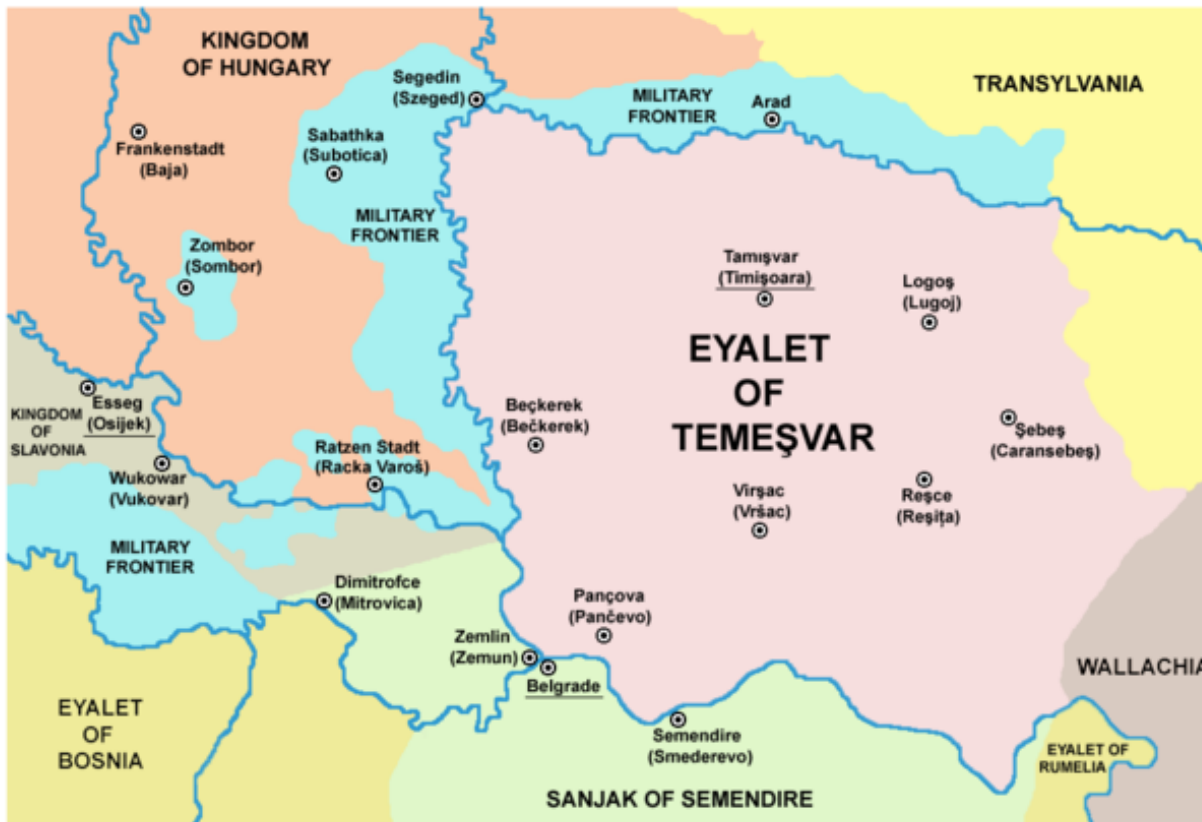 KINGDOM
OF HUNGARY
Segedin
(Szeged)
MILITARY
FRONTIER
Arad
TRANSYLVANIA
Frankenstadt
(Baja)
Sabathka
(Subotica)
MILITARY
FRONTIER
Zombor
(Sombor)
Tamışvar
(Timişoara)
Logoş
(Lugoj)
EYALET
OF
TEMEŞVAR
KINGDOM
OF
SLAVONIA
Esseg
(Osijek)
Beçkerek
(Bečkerek)
Şebeş
(Caransebeş)
Ratzen Stadt
(Racka Varoš)
Wukowar
(Vukovar)
Virşac
(Vršac)
Reşce
(Reşiţa)
MILITARY
FRONTIER
Dimitrofce
(Mitrovica)
Pançova
(Pančevo)
Zemlin
(Zemun)
Belgrade
WALLACHIA
EYALET
OF
BOSNIA
Semendire
(Smederevo)
EYALET OF
RUMELIA
SANJAK OF SEMENDIRE